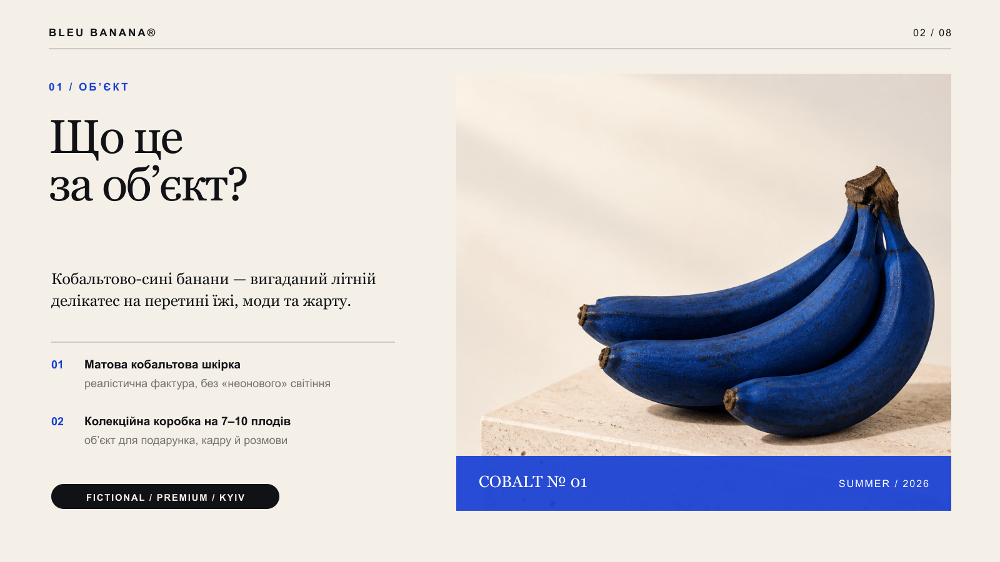 BLEU BANANA®
02 / 08
01 / ОБ’ЄКТ
Що це
за об’єкт?
Кобальтово-сині банани — вигаданий літній
делікатес на перетині їжі, моди та жарту.
01 Матова кобальтова шкірка
реалістична фактура, без «неонового» світіння
02 Колекційна коробка на 7–10 плодів
об’єкт для подарунка, кадру й розмови
FICTIONAL / PREMIUM / KYIV
COBALT № 01
SUMMER / 2026